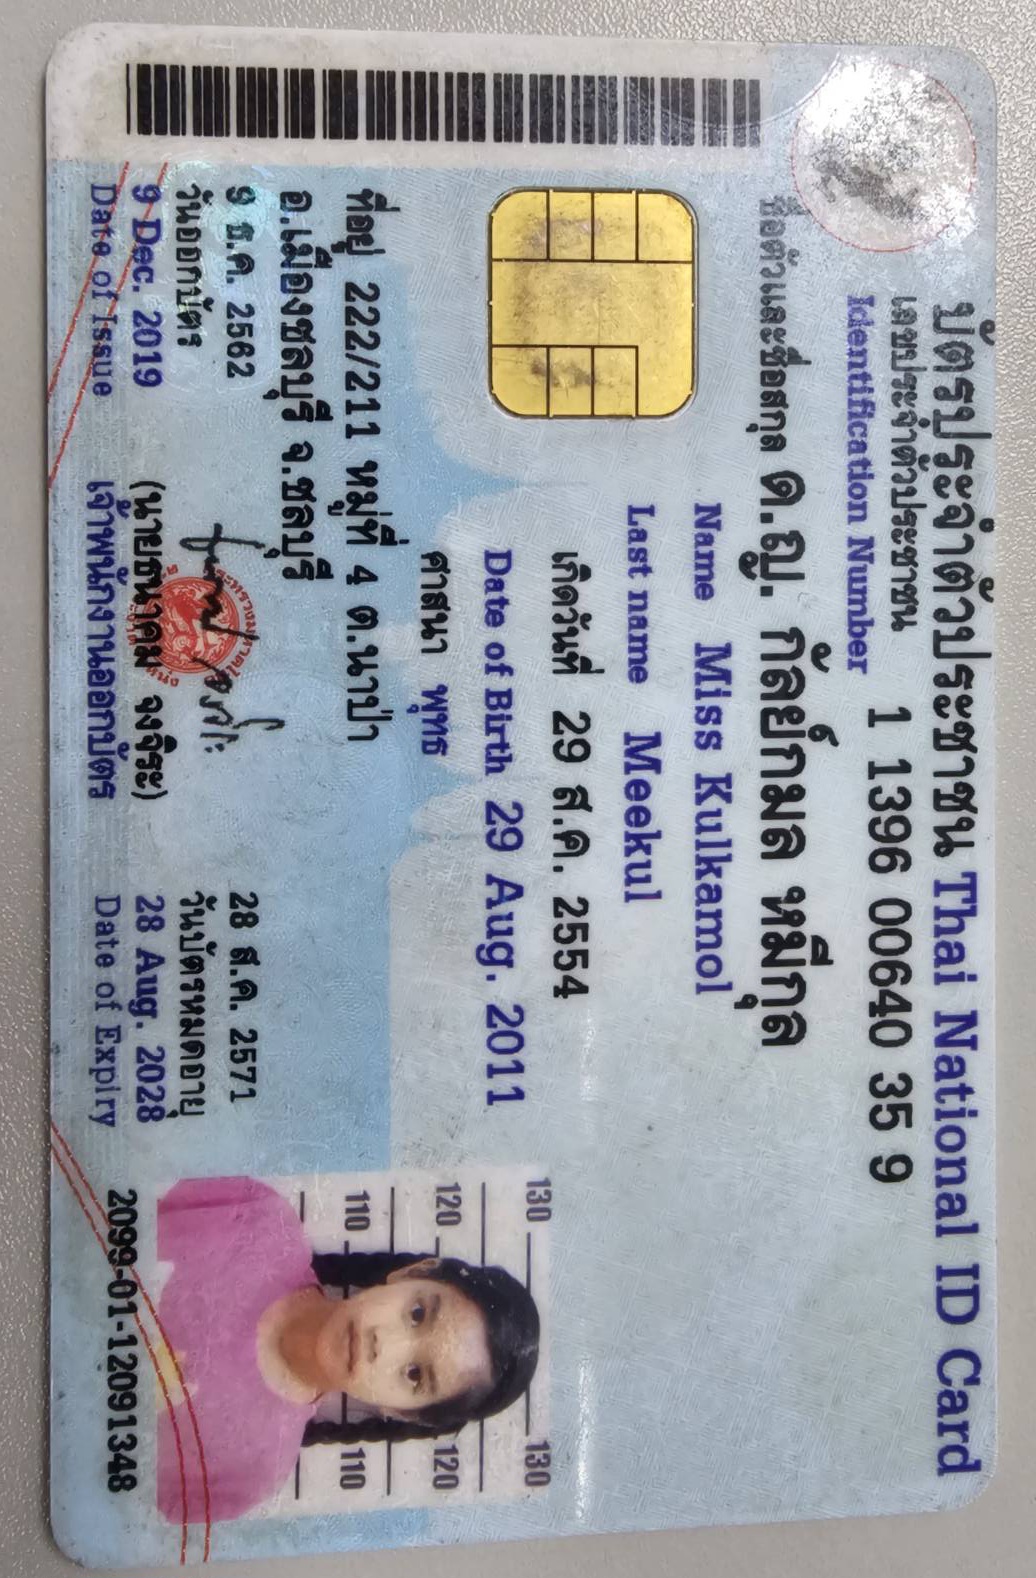 บัตรประจำตัวประชาชน Thai National ID Card
เลขประจำตัวประชาชน 1 1396 00640 35 9
Identification Number
ชื่อตัวและชื่อสกุล ด.ญ. กัลย์กมล หมีกุล
Name Miss Kulkamol
Last name Meekul
เกิดวันที่ 29 ส.ค. 2554
Date of Birth 29 Aug. 2011
ศาสนา พุทธ
ที่อยู่ 222/211 หมู่ที่ 4 ต.นาป่า
อ.เมืองชลบุรี จ.ชลบุรี
9 ธ.ค. 2562
วันออกบัตร
9 Dec. 2019
Date of Issue
(นายธนาคม จงจิระ)
เจ้าพนักงานออกบัตร
28 ส.ค. 2571
วันบัตรหมดอายุ
28 Aug. 2028
Date of Expiry
130 130
120 120
110 110
2099-01-12091348